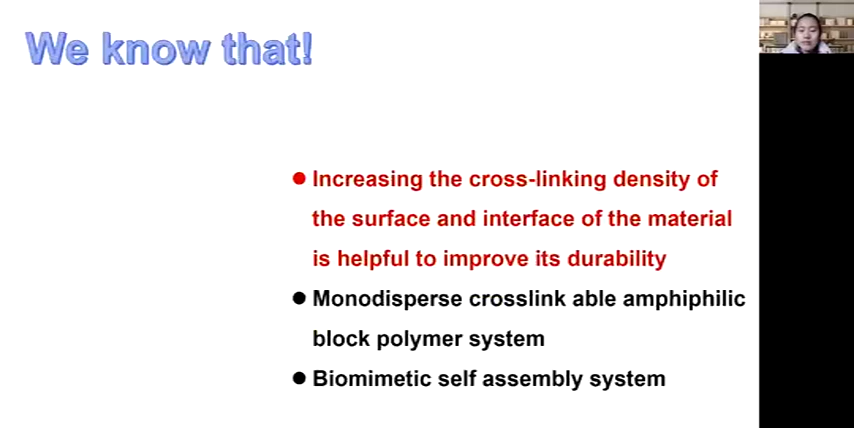 We know that!
● Increasing the cross-linking density of
the surface and interface of the material
is helpful to improve its durability
● Monodisperse crosslink able amphiphilic
block polymer system
● Biomimetic self assembly system